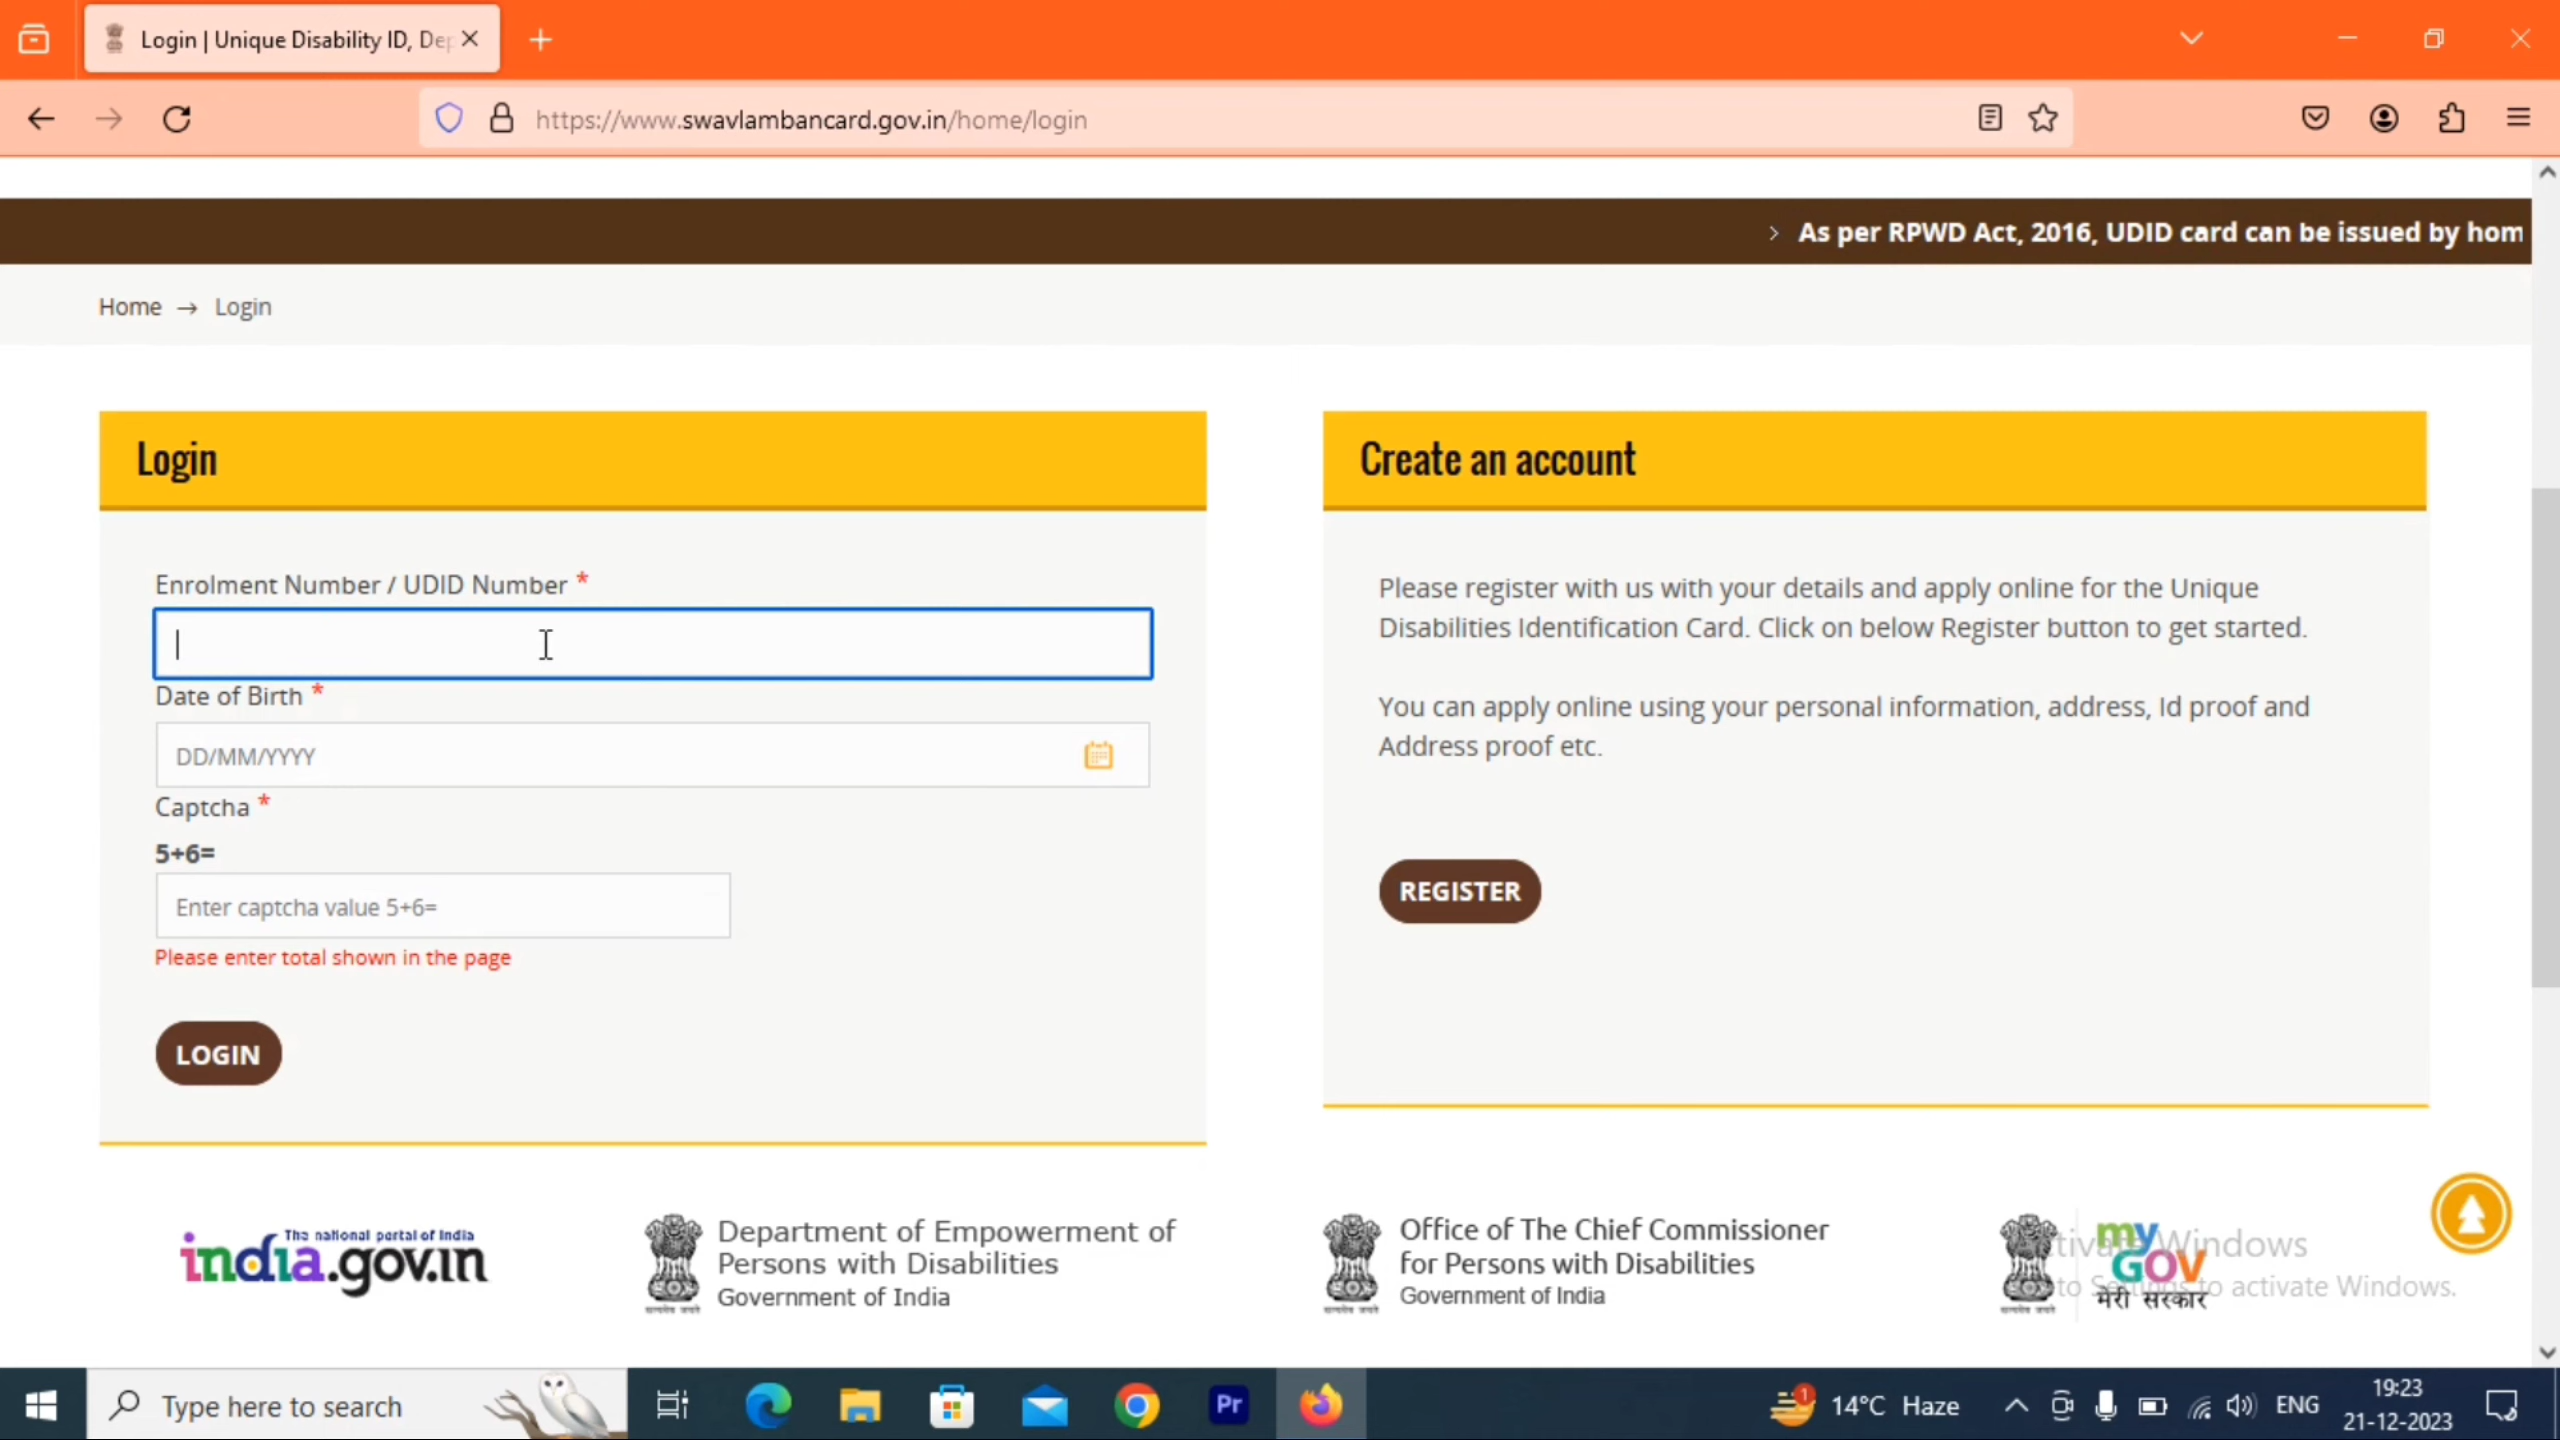 Login | Unique Disability ID, Dep
https://www.swavlambancard.gov.in/home/login
As per RPWD Act, 2016, UDID card can be issued by hom
Home → Login
Login
Enrolment Number / UDID Number *
Date of Birth *
DD/MM/YYYY
Captcha *
5+6=
Enter captcha value 5+6=
Please enter total shown in the page
LOGIN
Create an account
Please register with us with your details and apply online for the Unique
Disabilities Identification Card. Click on below Register button to get started.
You can apply online using your personal information, address, Id proof and
Address proof etc.
REGISTER
The national portal of India
india.gov.in
Department of Empowerment of
Persons with Disabilities
Government of India
Office of The Chief Commissioner
for Persons with Disabilities
Government of India
my
GOV
मेरी सरकार
Windows
to activate Windows.
Type here to search
Pr
1
14°C Haze
ENG
19:23
21-12-2023